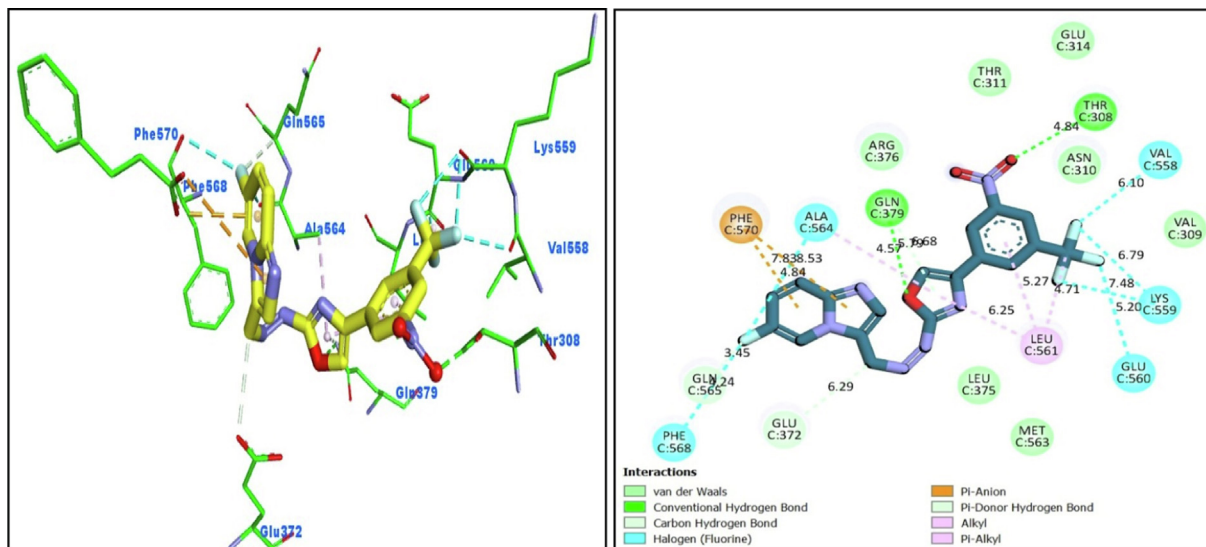 Phe570
Gln565
Lys559
Phe568
Ala564
Val558
Thr308
Gln379
Glu372
GLU
C:314
THR
C:311
THR
C:308
4.84
ARG
C:376
ASN
C:310
VAL
C:558
6.10
GLN
C:379
VAL
C:309
PHE
C:570
ALA
C:564
4.57
5.79
6.68
7.83
8.53
4.84
5.27
4.71
6.79
7.48
5.20
LYS
C:559
6.25
LEU
C:561
GLU
C:560
3.45
GLN
C:565
6.29
LEU
C:375
GLU
C:372
MET
C:563
PHE
C:568
Interactions
van der Waals
Conventional Hydrogen Bond
Carbon Hydrogen Bond
Halogen (Fluorine)
Pi-Anion
Pi-Donor Hydrogen Bond
Alkyl
Pi-Alkyl